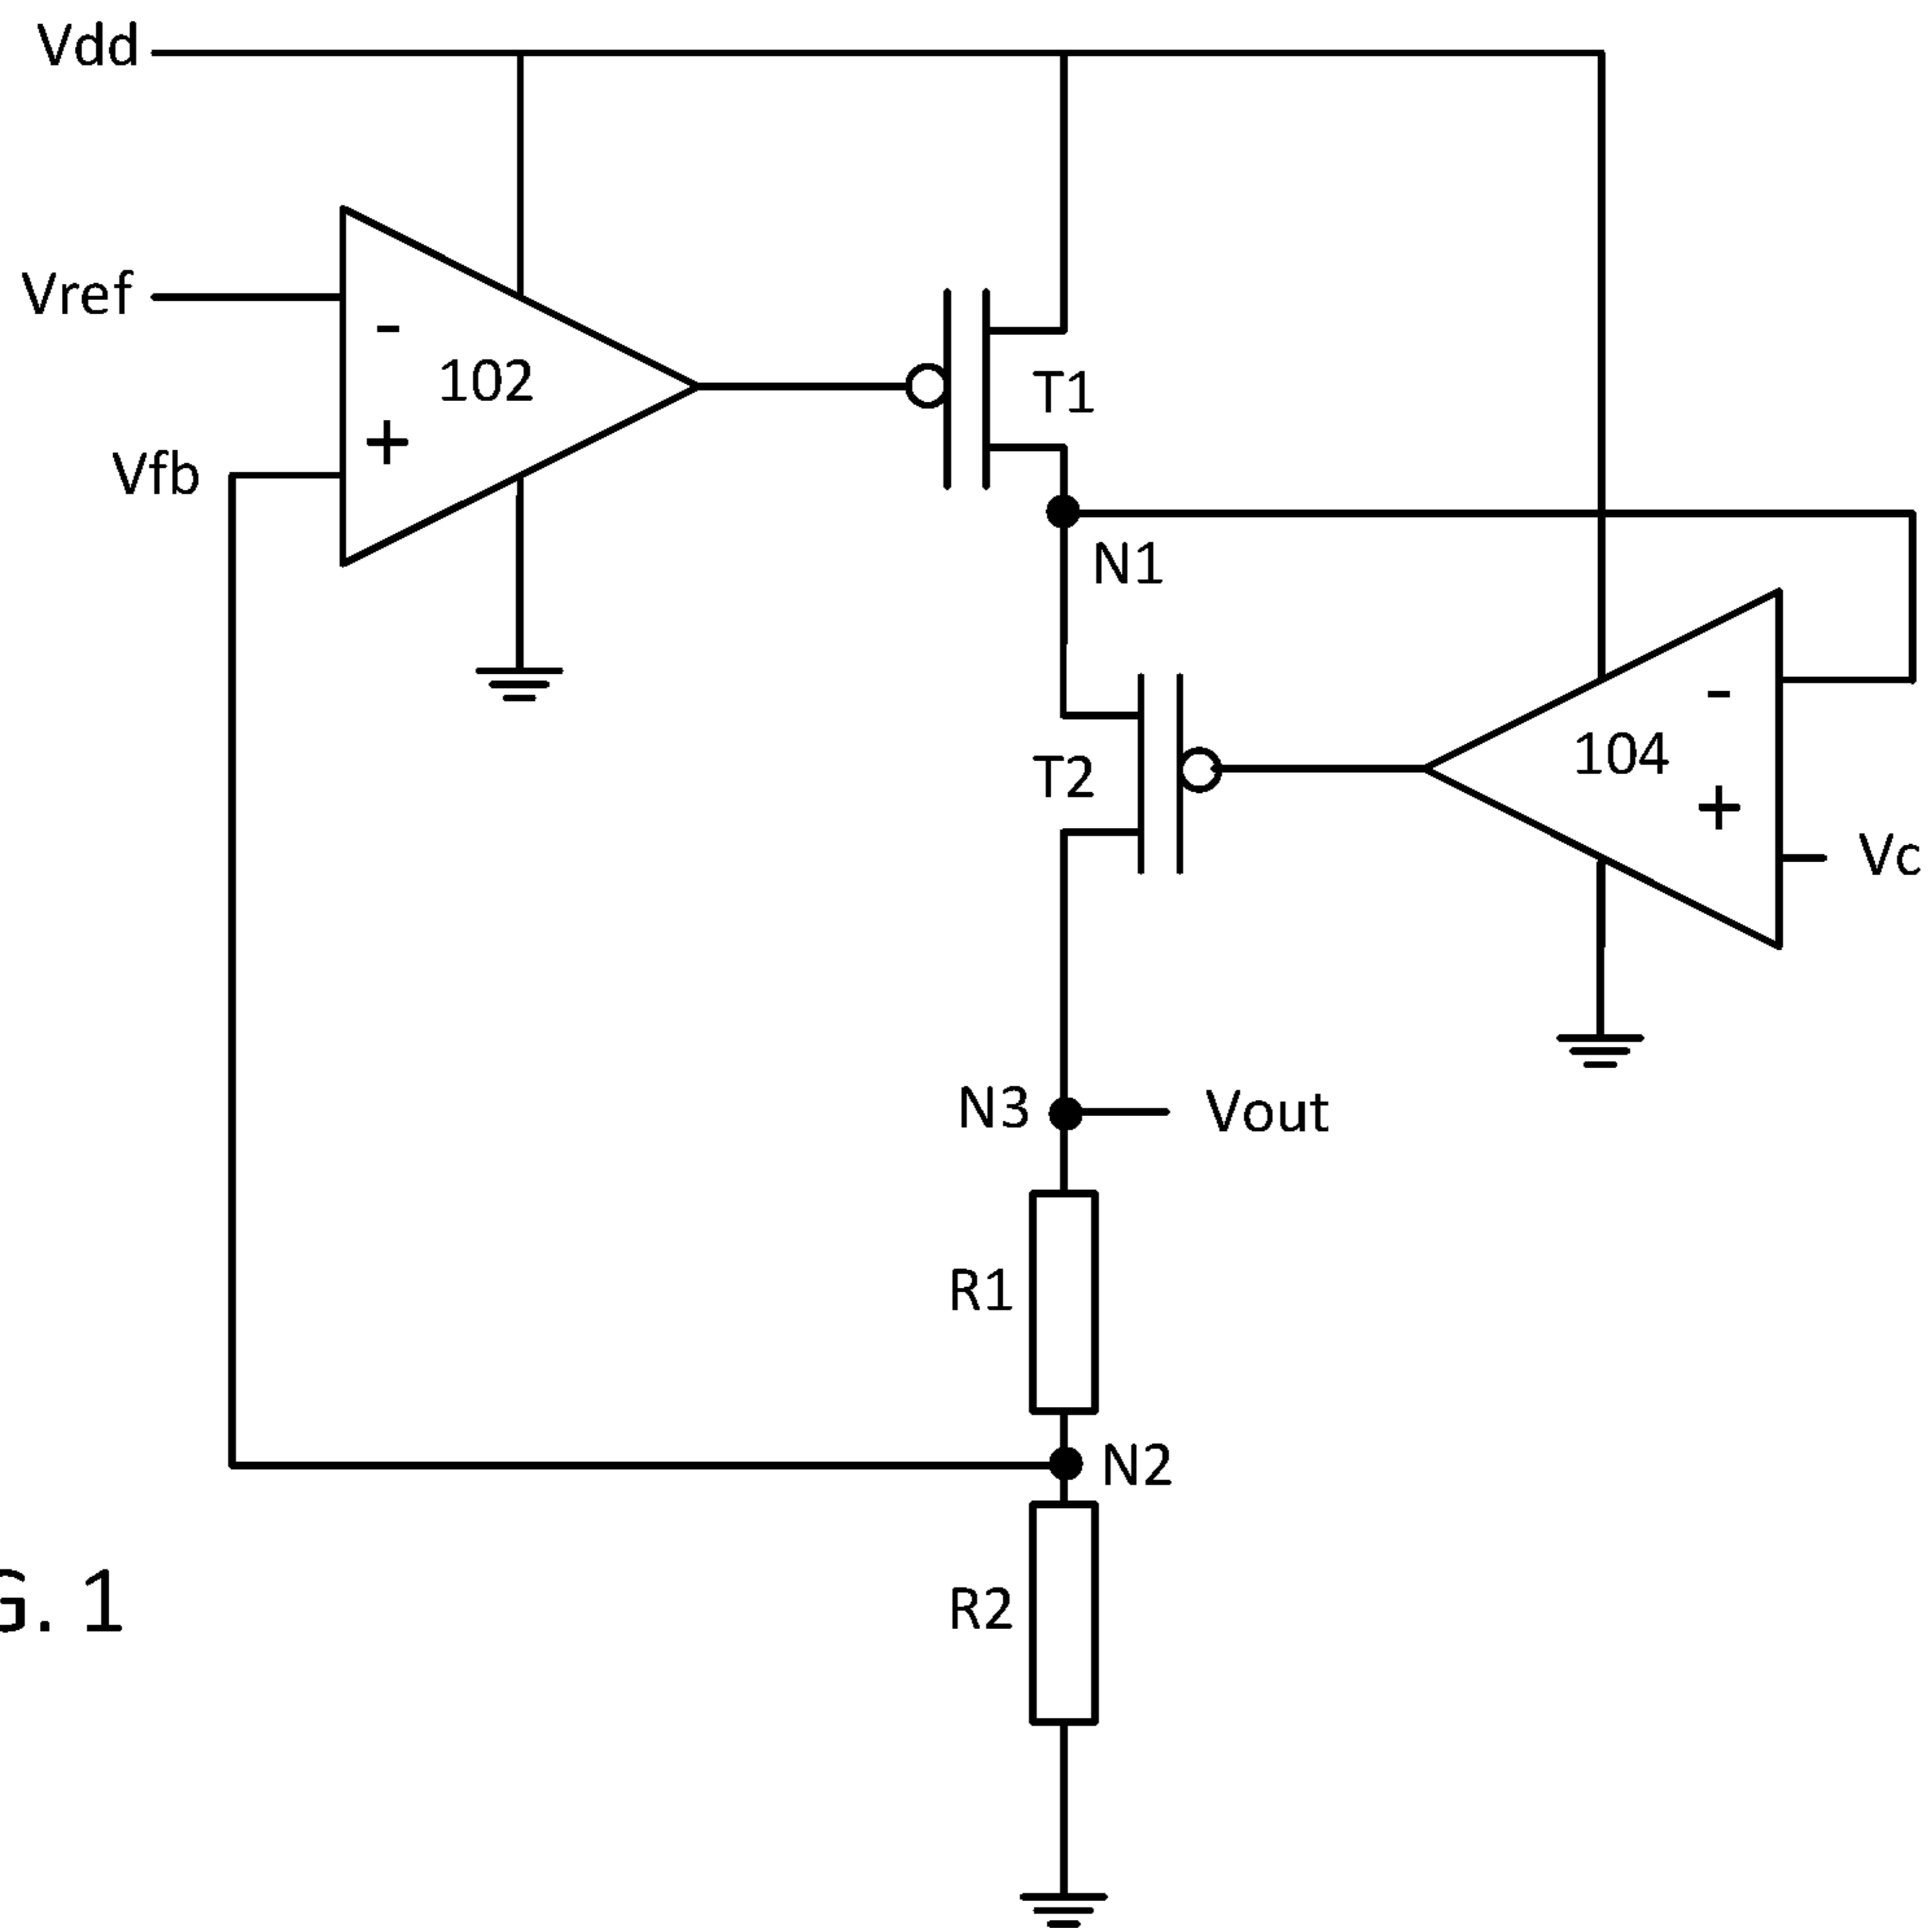 Vdd
Vref
-
102
+
Vfb
T1
N1
-
104
+
Vc
T2
N3
Vout
R1
N2
R2
G. 1